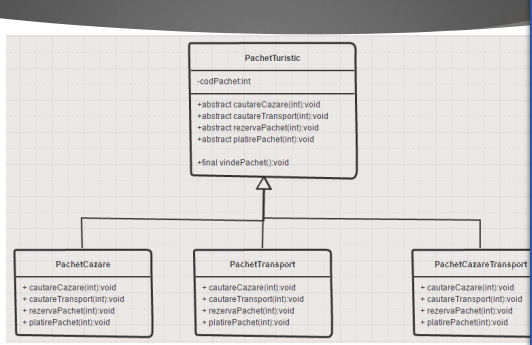 PachetTuristic
-codPachet:int
+abstract cautareCazare(int):void
+abstract cautareTransport(int):void
+abstract rezervaPachet(int):void
+abstract platirePachet(int):void
+final vindePachet():void
PachetCazare
+ cautareCazare(int):void
+ cautareTransport(int):void
+ rezervaPachet(int):void
+ platirePachet(int):void
PachetTransport
+ cautareCazare(int):void
+ cautareTransport(int):void
+ rezervaPachet(int):void
+ platirePachet(int):void
PachetCazareTransport
+ cautareCazare(int):void
+ cautareTransport(int):void
+ rezervaPachet(int):void
+ platirePachet(int):void